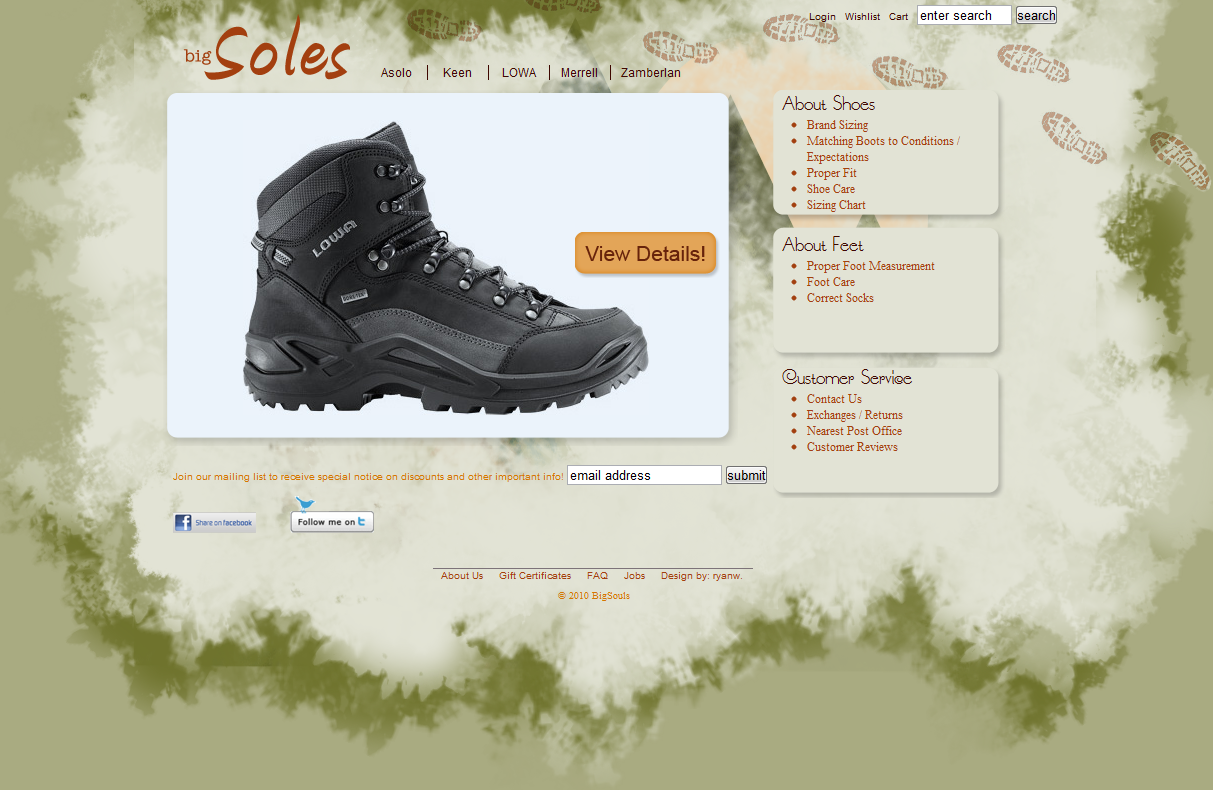 Login Wishlist Cart enter search search
big Soles
Asolo Keen LOWA Merrell Zamberlan
LOWA
GORE-TEX
View Details!
About Shoes
Brand Sizing
Matching Boots to Conditions /
Expectations
Proper Fit
Shoe Care
Sizing Chart
About Feet
Proper Foot Measurement
Foot Care
Correct Socks
Customer Service
Contact Us
Exchanges / Returns
Nearest Post Office
Customer Reviews
Join our mailing list to receive special notice on discounts and other important info! email address submit
f Share on facebook
Follow me on t
About Us Gift Certificates FAQ Jobs Design by: ryanw.
© 2010 BigSouls